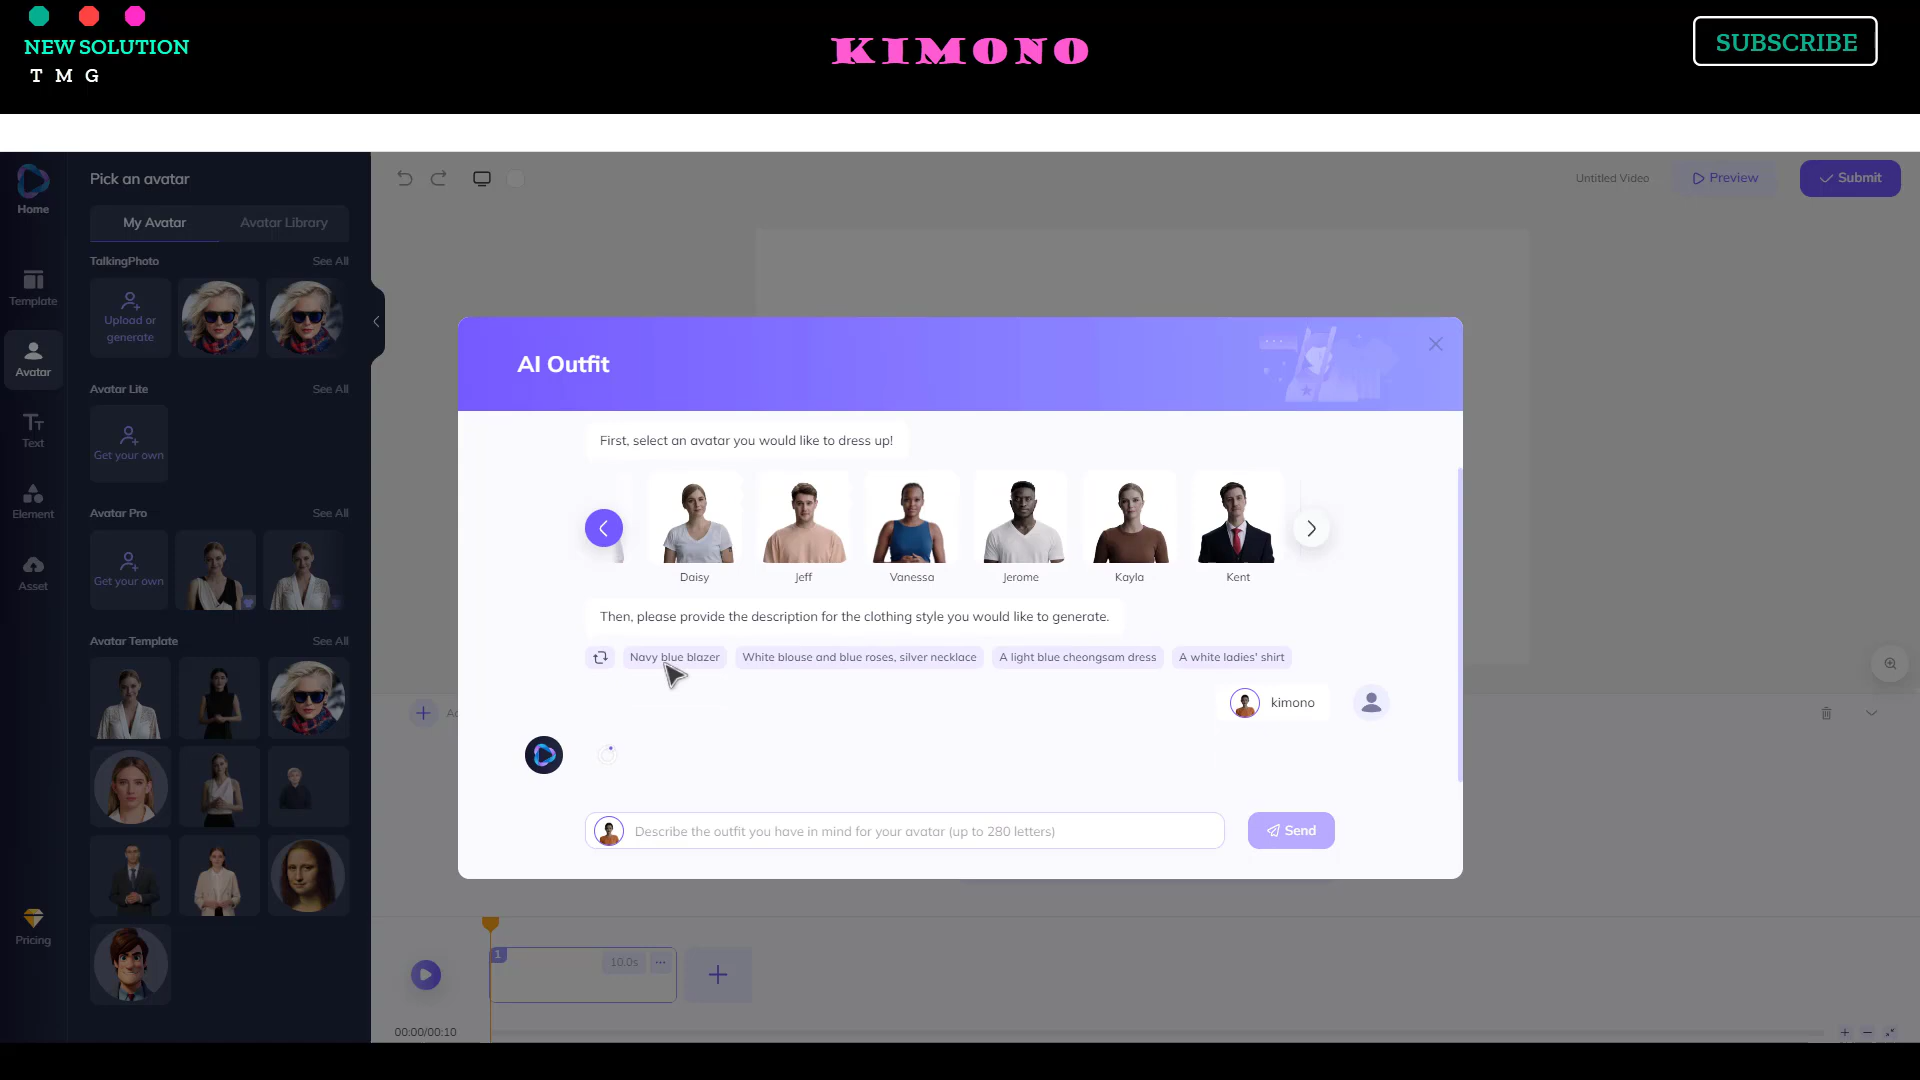 NEW SOLUTION
T M G
KIMONO
SUBSCRIBE
Home
Template
Avatar
Text
Element
Asset
Pricing
Pick an avatar
My Avatar
Avatar Library
TalkingPhoto
See All
Upload or
generate
Avatar Lite
See All
Get your own
Avatar Pro
See All
Get your own
Avatar Template
See All
Untitled Video
Preview
Submit
AI Outfit
First, select an avatar you would like to dress up!
Daisy
Jeff
Vanessa
Jerome
Kayla
Kent
Then, please provide the description for the clothing style you would like to generate.
Navy blue blazer
White blouse and blue roses, silver necklace
A light blue cheongsam dress
A white ladies' shirt
kimono
Describe the outfit you have in mind for your avatar (up to 280 letters)
Send
1
10.0s
00:00/00:10